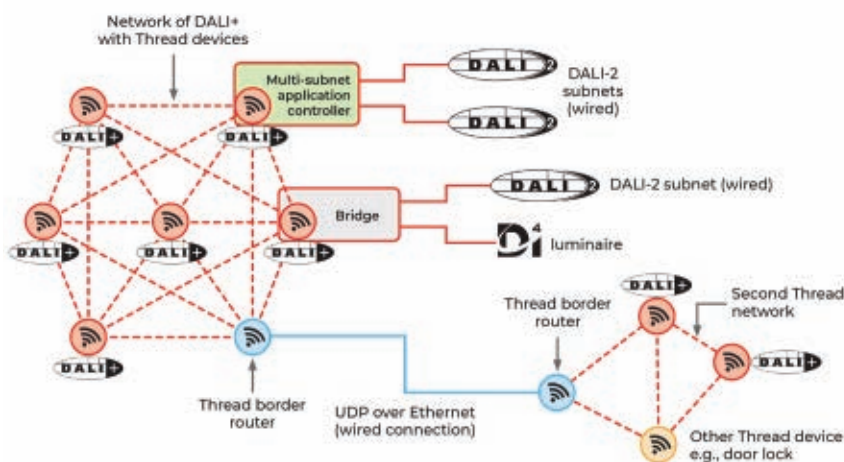 Network of DALI+
with Thread devices
Multi-subnet
application
controller
DALI 2
DALI-2
subnets
(wired)
DALI 2
DALI+
DALI+
DALI 2
DALI-2 subnet (wired)
Bridge
DALI+
DALI+
DALI+
D4i
luminaire
DALI+
Thread border
router
Second Thread
network
DALI+
DALI+
Thread border
router
UDP over Ethernet
(wired connection)
Other Thread device
e.g., door lock